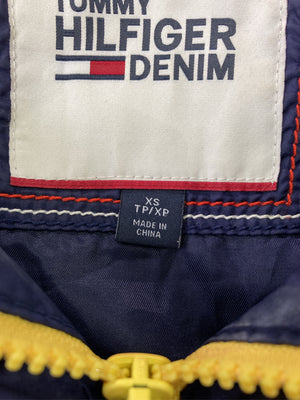 TOMMY
HILFIGER
DENIM
XS
TP/XP
MADE IN
CHINA